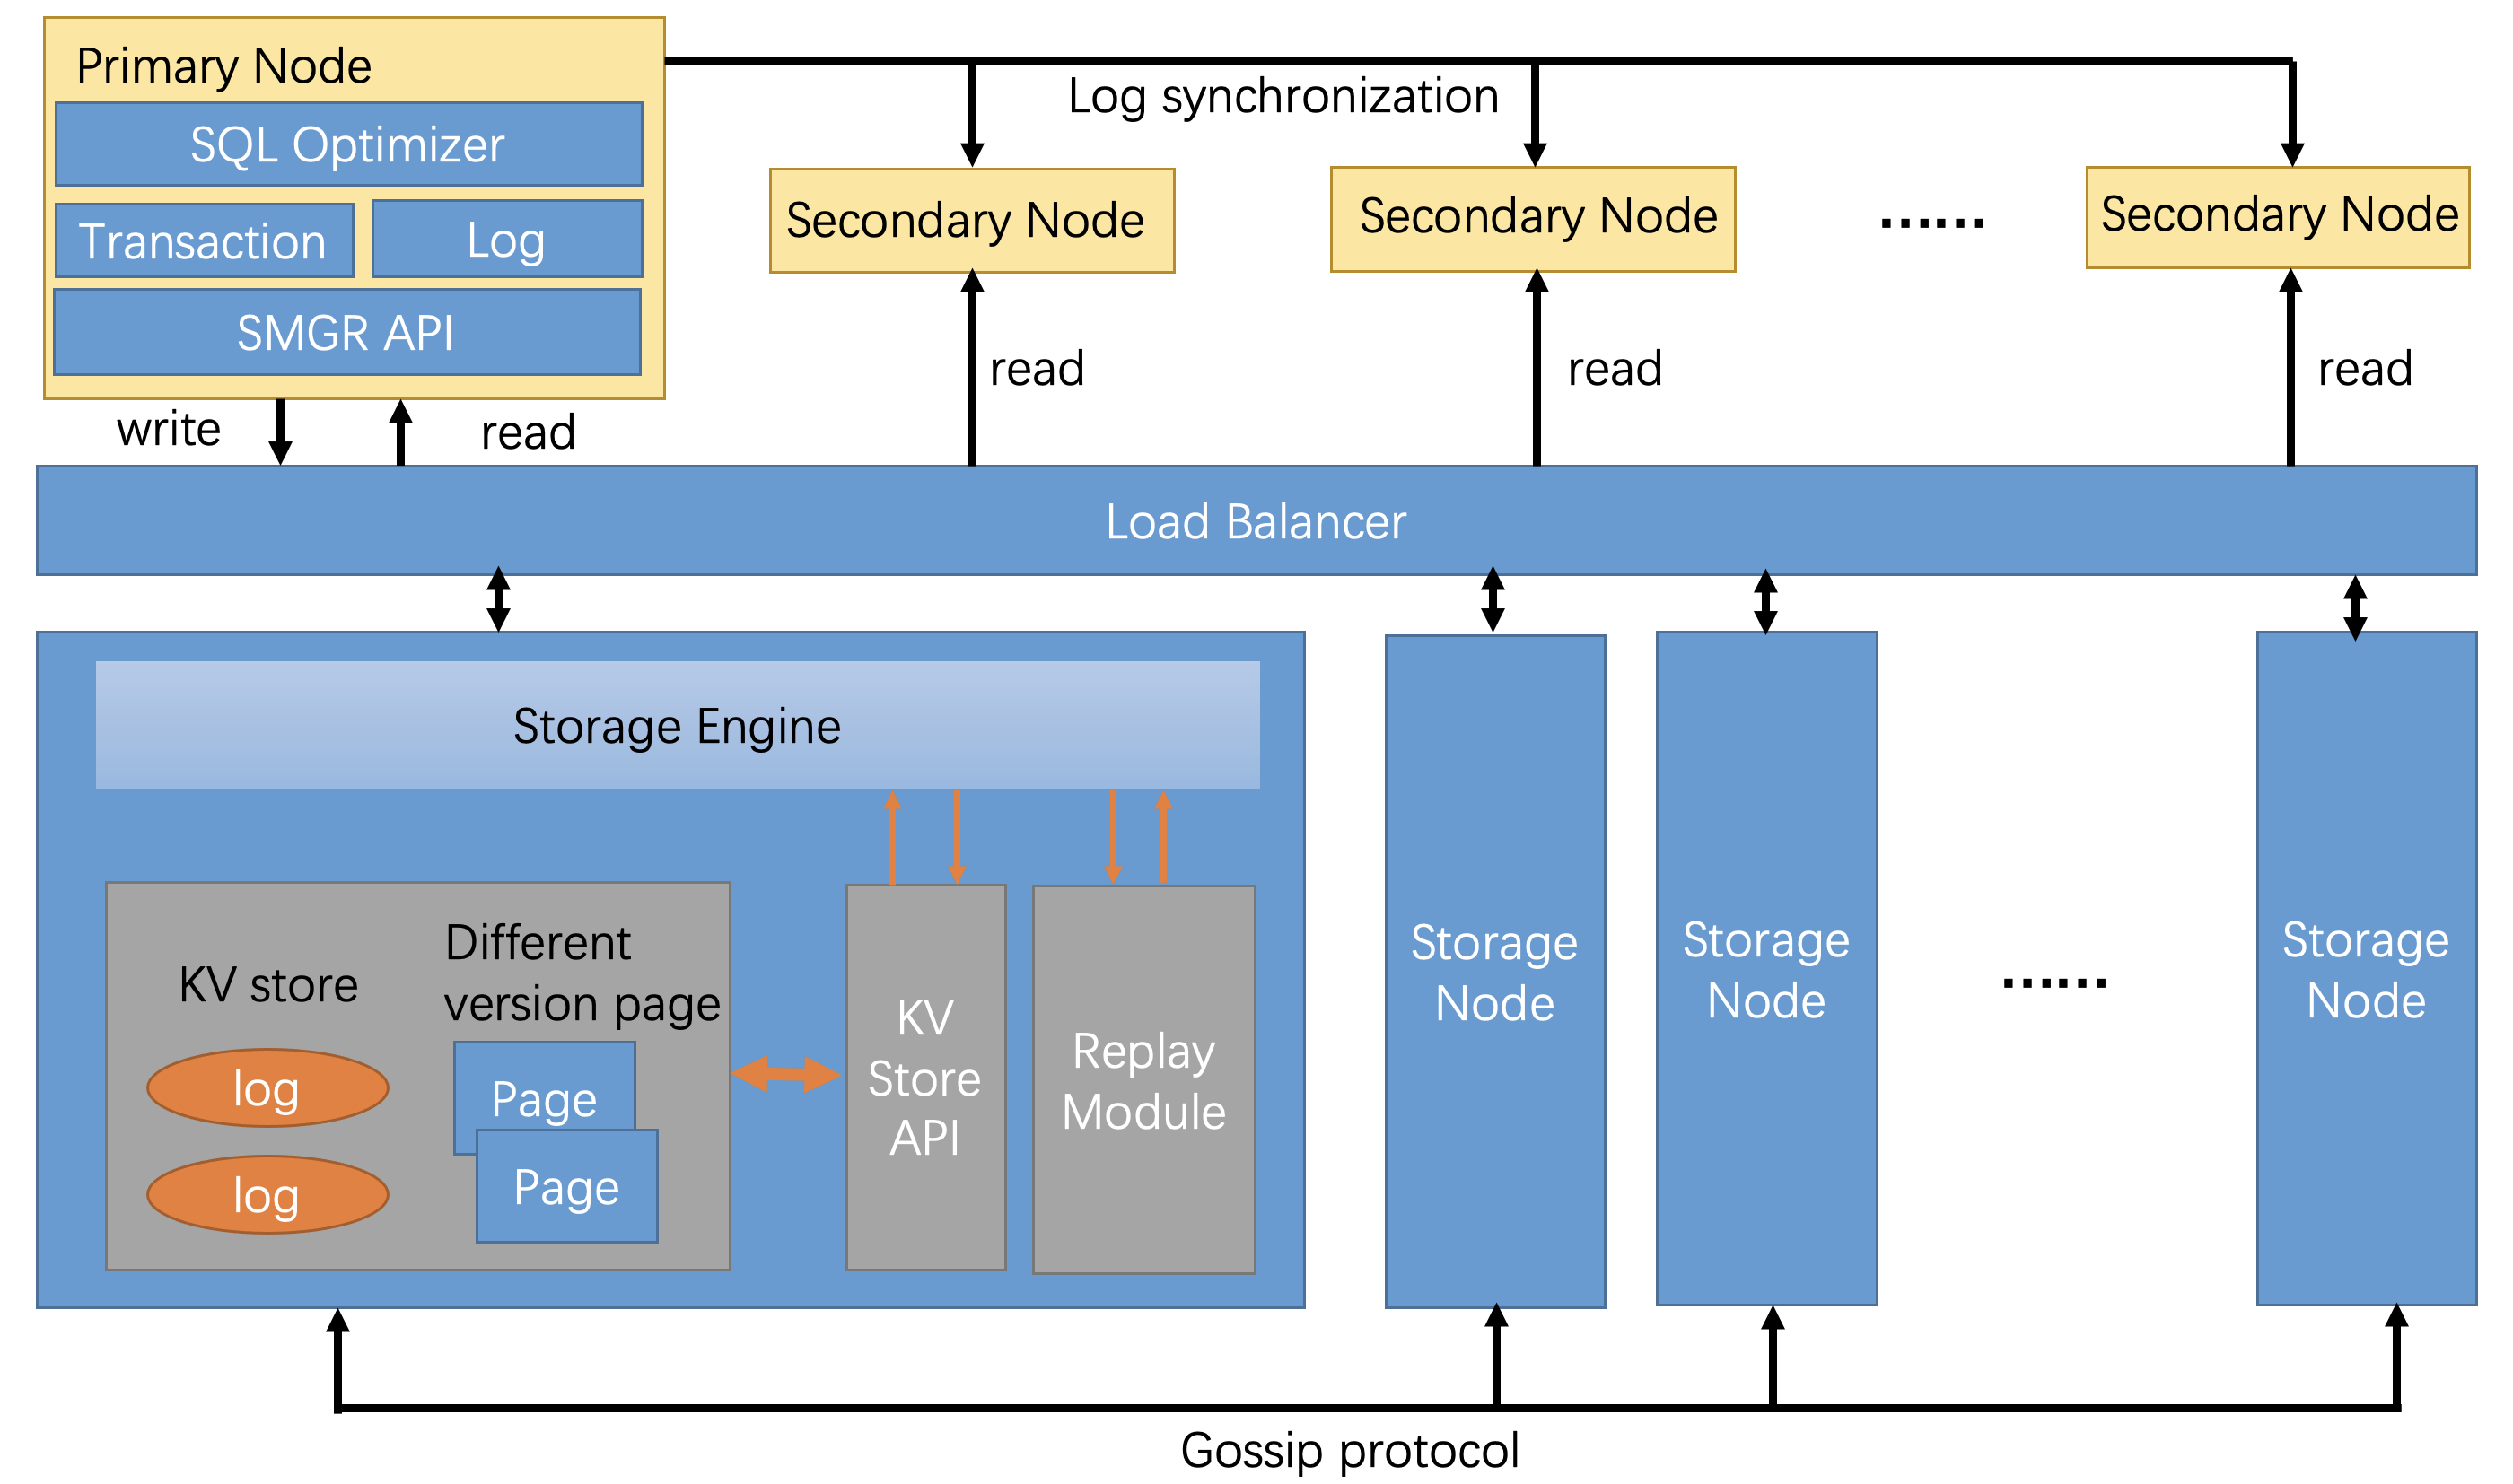 Primary Node
SQL Optimizer
Transaction
Log
SMGR API
Log synchronization
Secondary Node
Secondary Node
......
Secondary Node
write
read
read
read
read
Load Balancer
Storage Engine
KV store
Different
version page
log
log
Page
Page
KV
Store
API
Replay
Module
Storage
Node
Storage
Node
......
Storage
Node
Gossip protocol